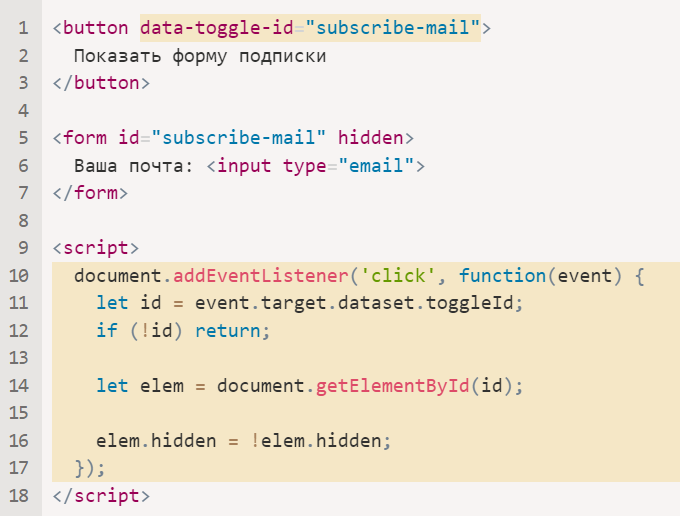 1 <button data-toggle-id="subscribe-mail">
2   Показать форму подписки
3 </button>
4
5 <form id="subscribe-mail" hidden>
6   Ваша почта: <input type="email">
7 </form>
8
9 <script>
10   document.addEventListener('click', function(event) {
11     let id = event.target.dataset.toggleId;
12     if (!id) return;
13
14     let elem = document.getElementById(id);
15
16     elem.hidden = !elem.hidden;
17   });
18 </script>